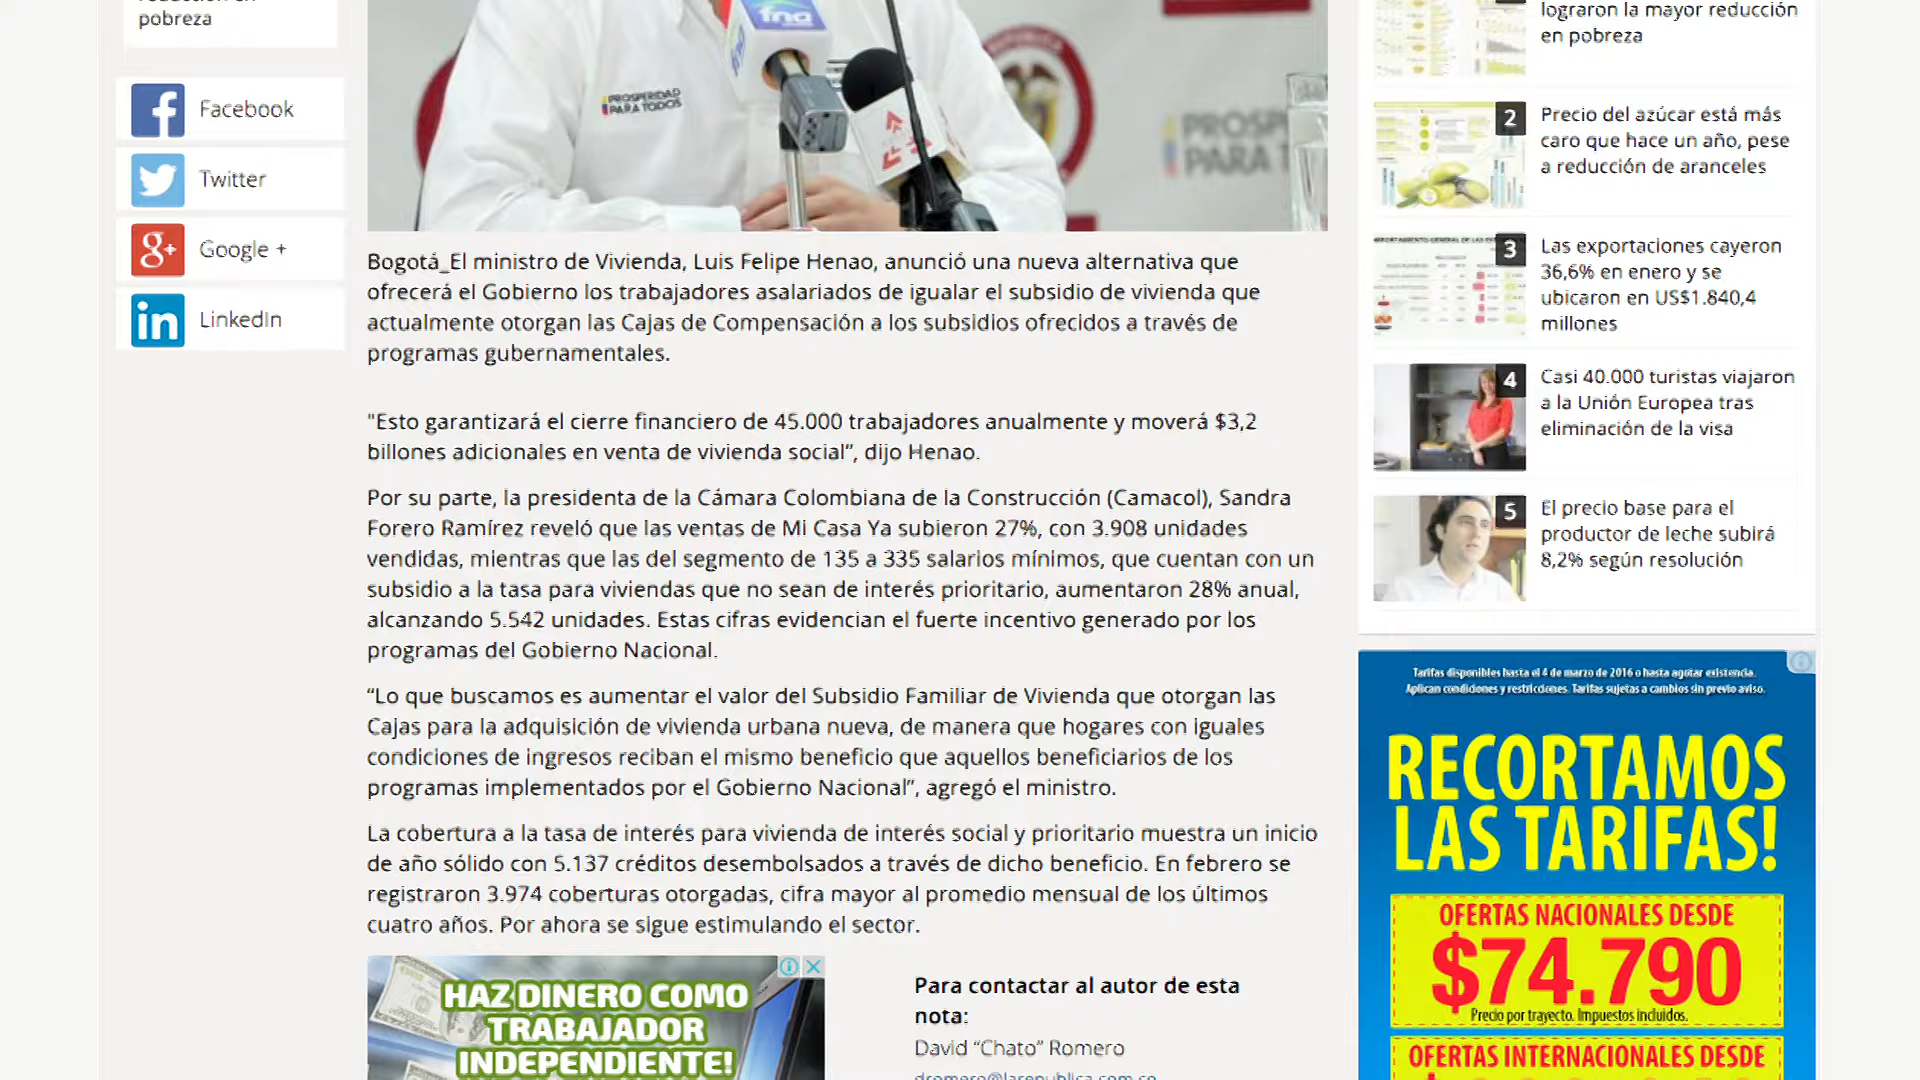 pobreza
Facebook
Twitter
Google +
LinkedIn
fna
PROSPERIDAD
PARA TODOS
PROSP
PARA T
Bogotá_El ministro de Vivienda, Luis Felipe Henao, anunció una nueva alternativa que
ofrecerá el Gobierno los trabajadores asalariados de igualar el subsidio de vivienda que
actualmente otorgan las Cajas de Compensación a los subsidios ofrecidos a través de
programas gubernamentales.
"Esto garantizará el cierre financiero de 45.000 trabajadores anualmente y moverá $3,2
billones adicionales en venta de vivienda social”, dijo Henao.
Por su parte, la presidenta de la Cámara Colombiana de la Construcción (Camacol), Sandra
Forero Ramírez reveló que las ventas de Mi Casa Ya subieron 27%, con 3.908 unidades
vendidas, mientras que las del segmento de 135 a 335 salarios mínimos, que cuentan con un
subsidio a la tasa para viviendas que no sean de interés prioritario, aumentaron 28% anual,
alcanzando 5.542 unidades. Estas cifras evidencian el fuerte incentivo generado por los
programas del Gobierno Nacional.
“Lo que buscamos es aumentar el valor del Subsidio Familiar de Vivienda que otorgan las
Cajas para la adquisición de vivienda urbana nueva, de manera que hogares con iguales
condiciones de ingresos reciban el mismo beneficio que aquellos beneficiarios de los
programas implementados por el Gobierno Nacional”, agregó el ministro.
La cobertura a la tasa de interés para vivienda de interés social y prioritario muestra un inicio
de año sólido con 5.137 créditos desembolsados a través de dicho beneficio. En febrero se
registraron 3.974 coberturas otorgadas, cifra mayor al promedio mensual de los últimos
cuatro años. Por ahora se sigue estimulando el sector.
HAZ DINERO COMO
TRABAJADOR
INDEPENDIENTE!
Para contactar al autor de esta
nota:
David “Chato” Romero
dromero@larepublica.com.co
lograron la mayor reducción
en pobreza
2
Precio del azúcar está más
caro que hace un año, pese
a reducción de aranceles
3
Las exportaciones cayeron
36,6% en enero y se
ubicaron en US$1.840,4
millones
4
Casi 40.000 turistas viajaron
a la Unión Europea tras
eliminación de la visa
5
El precio base para el
productor de leche subirá
8,2% según resolución
Tarifas disponibles hasta el 4 de marzo de 2016 o hasta agotar existencia.
Aplican condiciones y restricciones. Tarifas sujetas a cambios sin previo aviso.
RECORTAMOS
LAS TARIFAS!
OFERTAS NACIONALES DESDE
$74.790
Precio por trayecto. Impuestos incluidos.
OFERTAS INTERNACIONALES DESDE